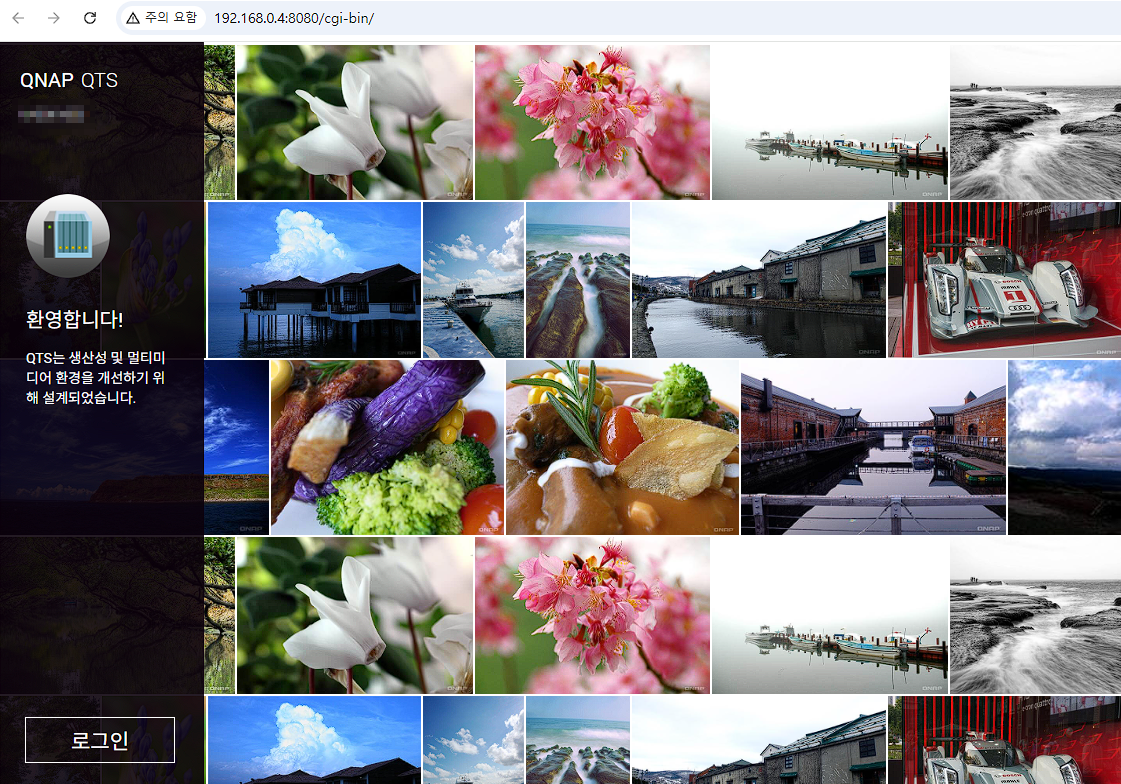 주의 요함 192.168.0.4:8080/cgi-bin/
QNAP QTS
환영합니다!
QTS는 생산성 및 멀티미
디어 환경을 개선하기 위
해 설계되었습니다.
로그인